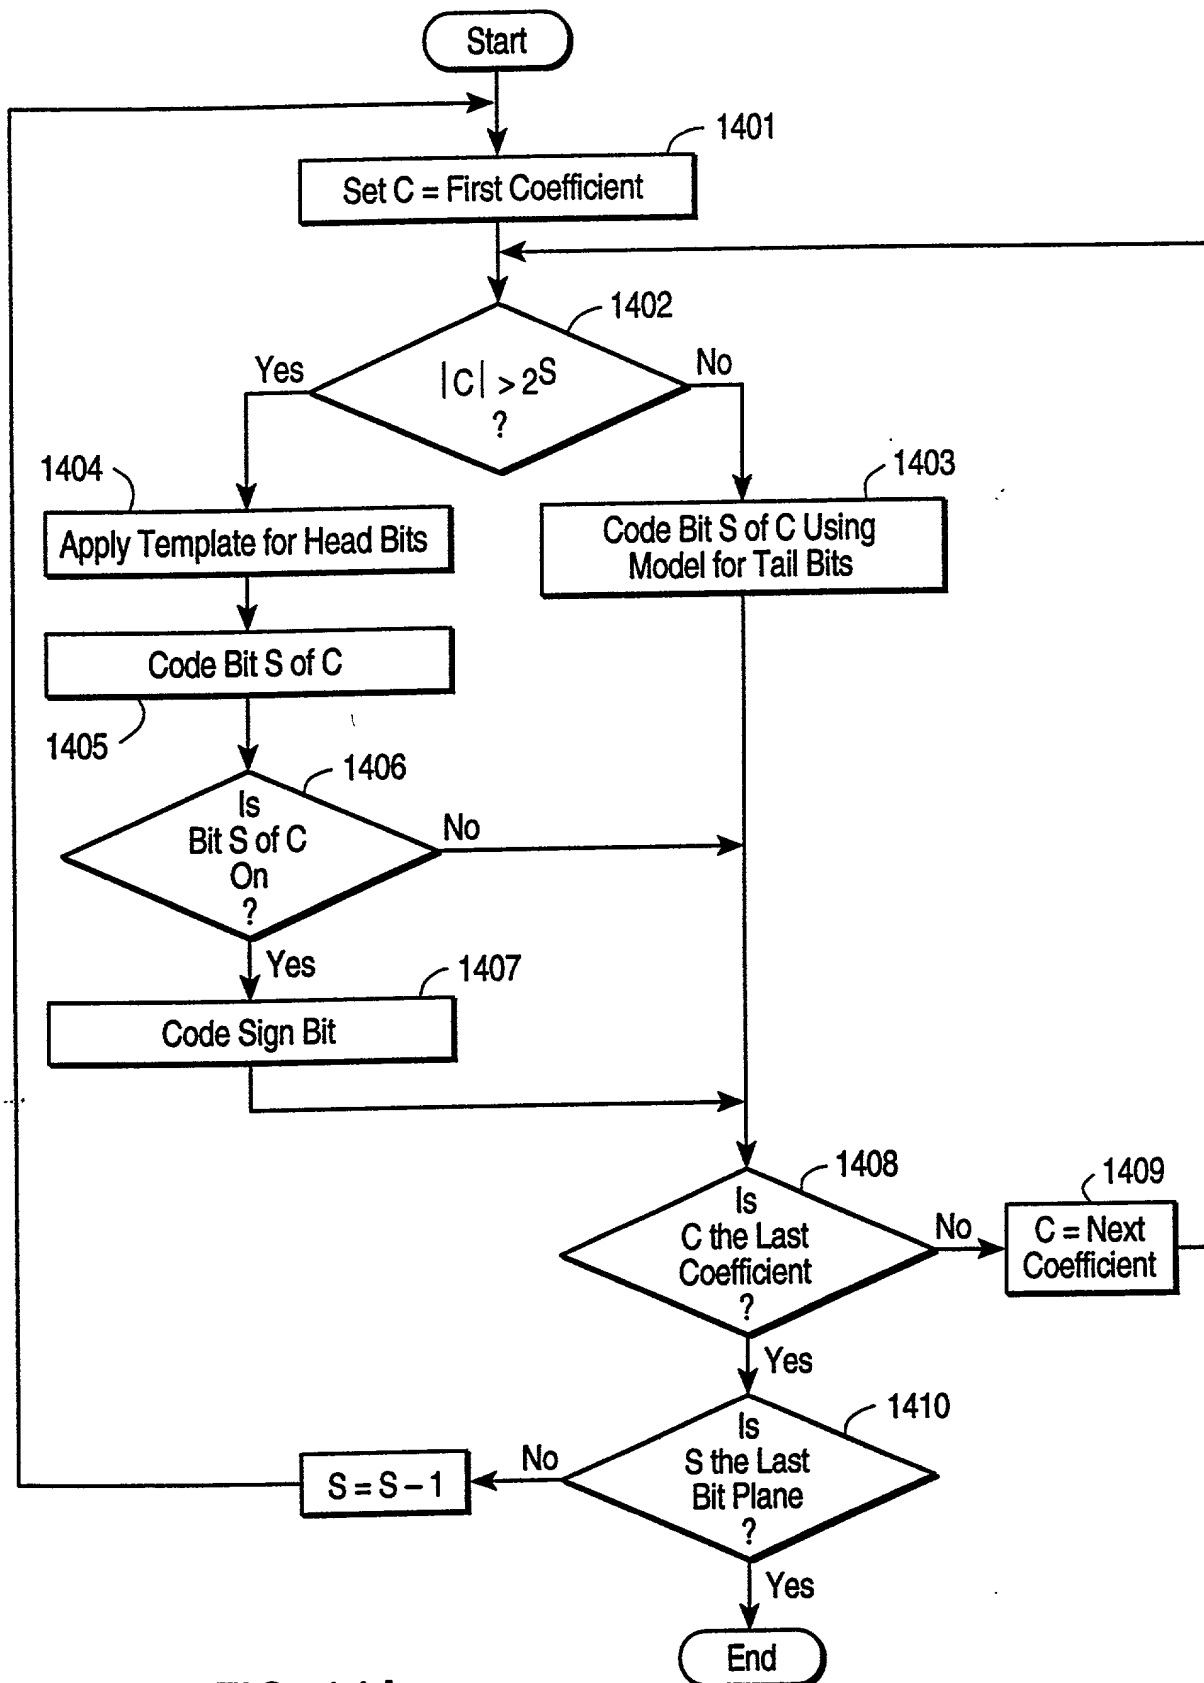 Start
1401
Set C = First Coefficient
1402
Yes
|C| > 2^S
?
No
1404
1403
Apply Template for Head Bits
Code Bit S of C Using
Model for Tail Bits
Code Bit S of C
1405
1406
Is
Bit S of C
On
?
No
Yes
1407
Code Sign Bit
1408
1409
Is
C the Last
Coefficient
?
No
C = Next
Coefficient
Yes
1410
Is
S the Last
Bit Plane
?
No
S = S – 1
Yes
End